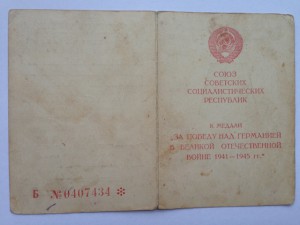 СОЮЗ
СОВЕТСКИХ
СОЦИАЛИСТИЧЕСКИХ
РЕСПУБЛИК
К МЕДАЛИ
„ЗА ПОБЕДУ НАД ГЕРМАНИЕЙ
В ВЕЛИКОЙ ОТЕЧЕСТВЕННОЙ
ВОЙНЕ 1941–1945 гг."
Б №0407434 *